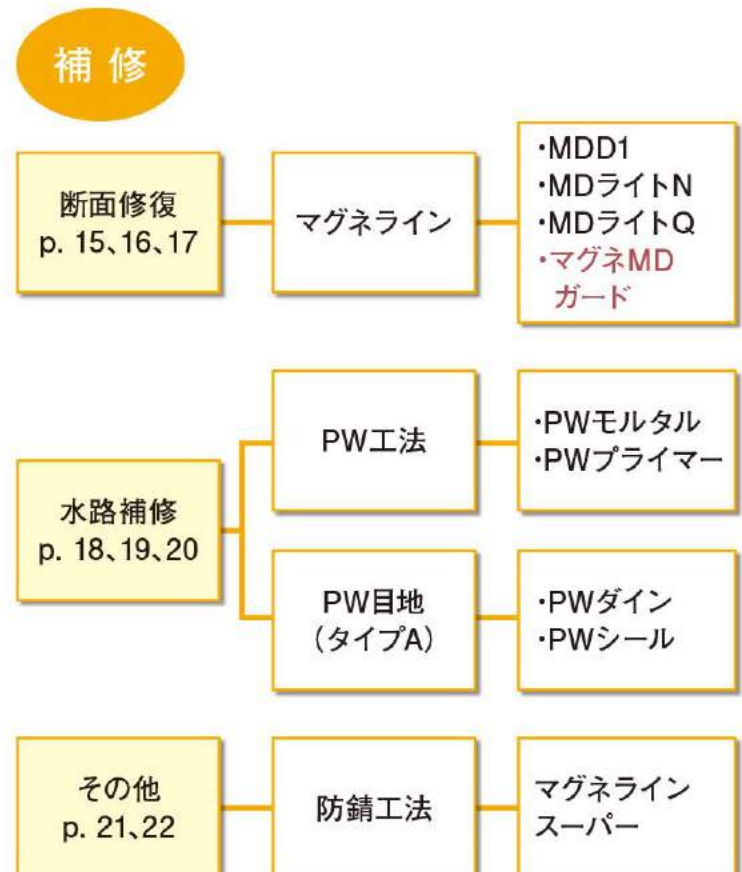 補修
断面修復
p. 15、16、17
マグネライン
・MDD1
・MDライトN
・MDライトQ
・マグネMD
ガード
水路補修
p. 18、19、20
PW工法
・PWモルタル
・PWプライマー
PW目地
（タイプA）
・PWダイン
・PWシール
その他
p. 21、22
防錆工法
マグネライン
スーパー